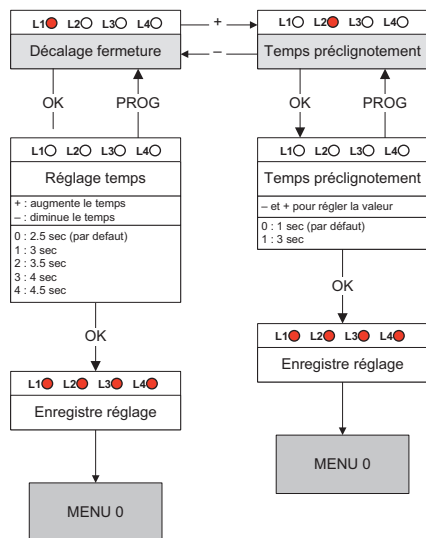 L1 L2 L3 L4
Décalage fermeture
+
–
L1 L2 L3 L4
Temps préclignotement
OK
PROG
OK
PROG
L1 L2 L3 L4
Réglage temps
+ : augmente le temps
– : diminue le temps
0 : 2.5 sec (par defaut)
1 : 3 sec
2 : 3.5 sec
3 : 4 sec
4 : 4.5 sec
L1 L2 L3 L4
Temps préclignotement
– et + pour régler la valeur
0 : 1 sec (par défaut)
1 : 3 sec
OK
OK
L1 L2 L3 L4
Enregistre réglage
L1 L2 L3 L4
Enregistre réglage
MENU 0
MENU 0